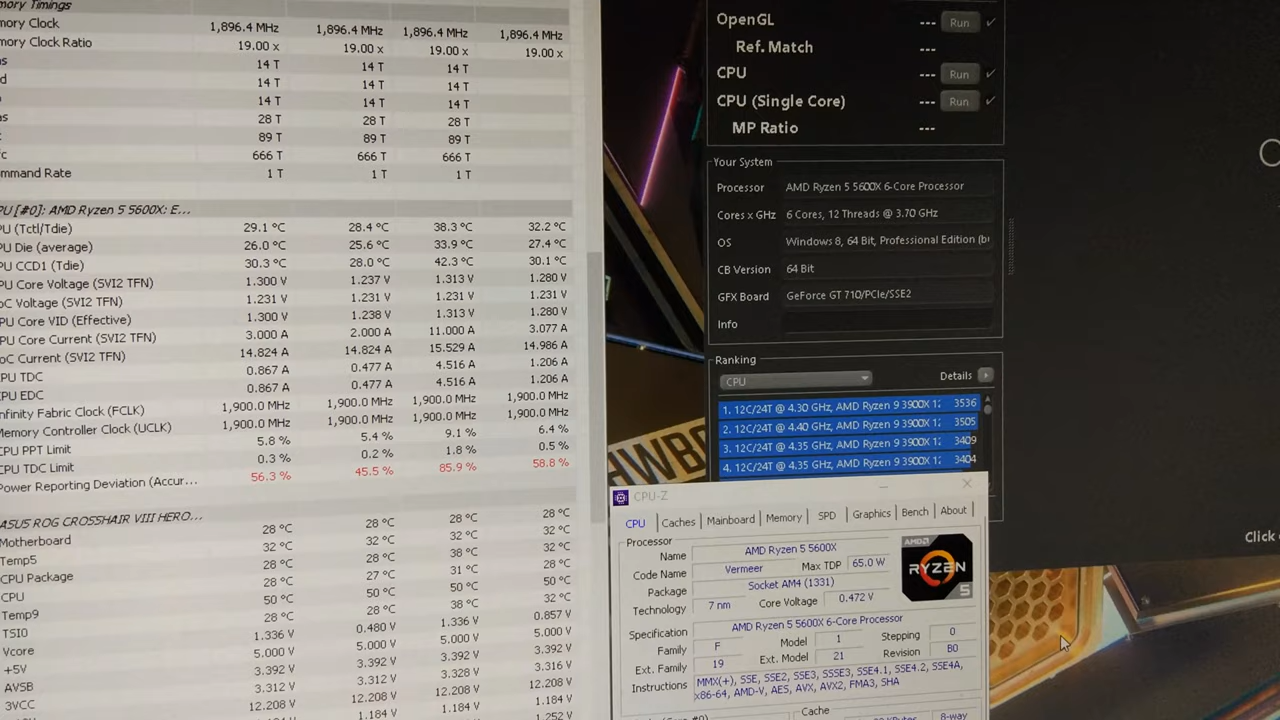 mory Timings
mory Clock 1,896.4 MHz 1,896.4 MHz 1,896.4 MHz 1,896.4 MHz
mory Clock Ratio 19.00 x 19.00 x 19.00 x 19.00 x
14 T 14 T 14 T
14 T 14 T 14 T
14 T 14 T 14 T
28 T 28 T 28 T
89 T 89 T 89 T
666 T 666 T 666 T
mmand Rate 1 T 1 T 1 T
PU [#0]: AMD Ryzen 5 5600X: E...
PU (Tctl/Tdie) 29.1 °C 28.4 °C 38.3 °C 32.2 °C
PU Die (average) 26.0 °C 25.6 °C 33.9 °C 27.4 °C
PU CCD1 (Tdie) 30.3 °C 28.0 °C 42.3 °C 30.1 °C
PU Core Voltage (SVI2 TFN) 1.300 V 1.237 V 1.313 V 1.280 V
oC Voltage (SVI2 TFN) 1.231 V 1.231 V 1.231 V 1.231 V
PU Core VID (Effective) 1.300 V 1.238 V 1.313 V 1.280 V
PU Core Current (SVI2 TFN) 3.000 A 2.000 A 11.000 A 3.077 A
oC Current (SVI2 TFN) 14.824 A 14.824 A 15.529 A 14.986 A
PU TDC 0.867 A 0.477 A 4.516 A 1.206 A
PU EDC 0.867 A 0.477 A 4.516 A 1.206 A
nfinity Fabric Clock (FCLK) 1,900.0 MHz 1,900.0 MHz 1,900.0 MHz 1,900.0 MHz
Memory Controller Clock (UCLK) 1,900.0 MHz 1,900.0 MHz 1,900.0 MHz 1,900.0 MHz
CPU PPT Limit 5.8 % 5.4 % 9.1 % 6.4 %
CPU TDC Limit 0.3 % 0.2 % 1.8 % 0.5 %
Power Reporting Deviation (Accur... 56.3 % 45.5 % 85.9 % 58.8 %
ASUS ROG CROSSHAIR VIII HERO...
Motherboard 28 °C 28 °C 28 °C 28 °C
Temp5 32 °C 32 °C 32 °C 32 °C
CPU Package 28 °C 28 °C 38 °C 32 °C
CPU 28 °C 27 °C 31 °C 28 °C
Temp9 50 °C 50 °C 50 °C 50 °C
TSI0 28 °C 28 °C 38 °C 32 °C
Vcore 1.336 V 0.480 V 1.336 V 0.857 V
+5V 5.000 V 5.000 V 5.000 V 5.000 V
AVSB 3.392 V 3.392 V 3.392 V 3.392 V
3VCC 3.312 V 3.312 V 3.328 V 3.316 V
12.208 V 12.208 V 12.208 V 12.208 V
1.184 V 1.184 V 1.184 V
OpenGL --- Run
Ref. Match ---
CPU --- Run
CPU (Single Core) --- Run
MP Ratio ---
Your System
Processor AMD Ryzen 5 5600X 6-Core Processor
Cores x GHz 6 Cores, 12 Threads @ 3.70 GHz
OS Windows 8, 64 Bit, Professional Edition (b
CB Version 64 Bit
GFX Board GeForce GT 710/PCIe/SSE2
Info
Ranking
CPU Details
1. 12C/24T @ 4.30 GHz, AMD Ryzen 9 3900X 12 3536
2. 12C/24T @ 4.40 GHz, AMD Ryzen 9 3900X 12 3505
3. 12C/24T @ 4.35 GHz, AMD Ryzen 9 3900X 12 3409
4. 12C/24T @ 4.35 GHz, AMD Ryzen 9 3900X 12 3404
HWBO
CPU-Z
CPU Caches Mainboard Memory SPD Graphics Bench About
Processor
Name AMD Ryzen 5 5600X
Code Name Vermeer Max TDP 65.0 W
Package Socket AM4 (1331)
Technology 7 nm Core Voltage 0.472 V
AMD RYZEN 5
Specification AMD Ryzen 5 5600X 6-Core Processor
Family F Model 1 Stepping 0
Ext. Family 19 Ext. Model 21 Revision B0
Instructions MMX(+), SSE, SSE2, SSE3, SSSE3, SSE4.1, SSE4.2, SSE4A,
x86-64, AMD-V, AES, AVX, AVX2, FMA3, SHA
Cache
8-way
Click